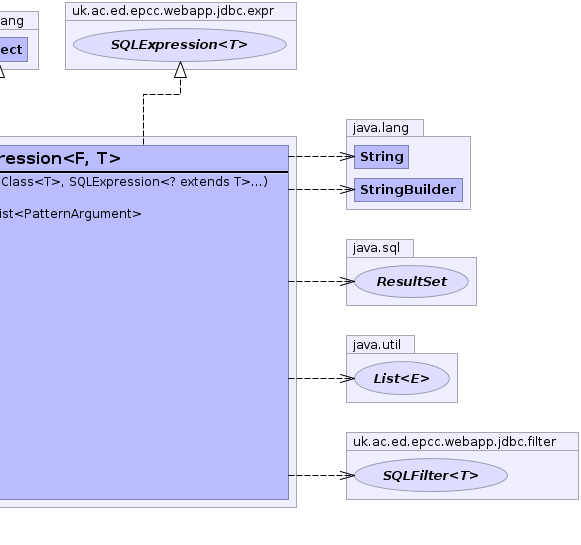 uk.ac.ed.epcc.webapp.jdbc.expr
ang
SQLExpression<T>
ect
java.lang
ression<F, T>
String
Class<T>, SQLExpression<? extends T>...)
StringBuilder
ist<PatternArgument>
java.sql
ResultSet
java.util
List<E>
uk.ac.ed.epcc.webapp.jdbc.filter
SQLFilter<T>